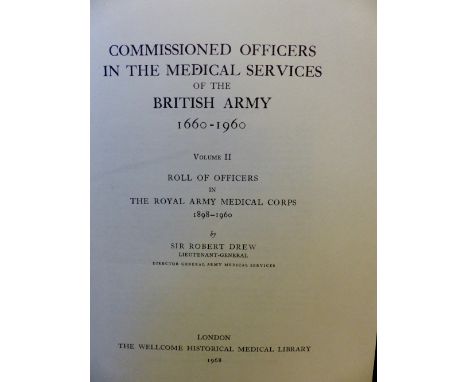 COMMISSIONED OFFICERS
IN THE MEDICAL SERVICES
OF THE
BRITISH ARMY
1660-1960
VOLUME II
ROLL OF OFFICERS
IN
THE ROYAL ARMY MEDICAL CORPS
1898-1960
by
SIR ROBERT DREW
LIEUTENANT-GENERAL
DIRECTOR-GENERAL ARMY MEDICAL SERVICES
LONDON
THE WELLCOME HISTORICAL MEDICAL LIBRARY
1968